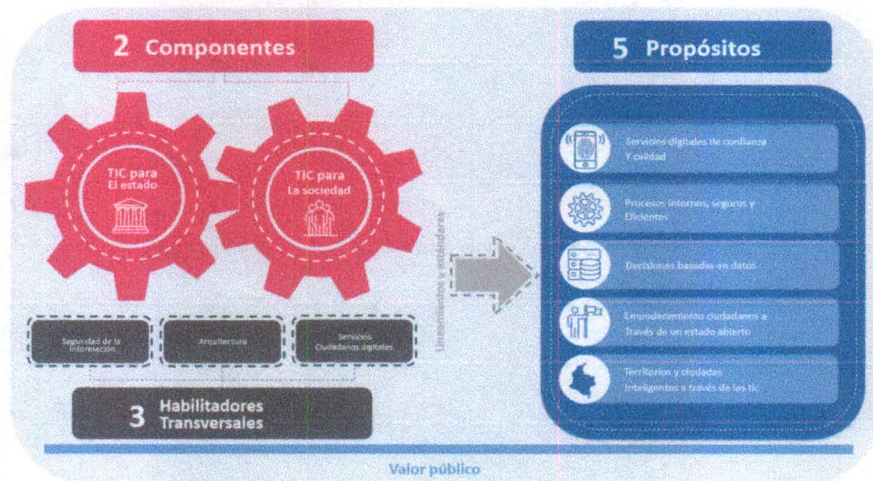 2 Componentes
TIC para
El estado
TIC para
La sociedad
Seguridad de la
Información
Arquitectura
Servicios
Ciudadanos digitales
3 Habilitadores
Transversales
Lineamientos y estándares
5 Propósitos
Servicios digitales de confianza
Y calidad
Procesos internos, seguros y
Eficientes
Decisiones basadas en datos
Empoderamiento ciudadanos a
Través de un estado abierto
Territorios y ciudades
Inteligentes a través de las tic
Valor público